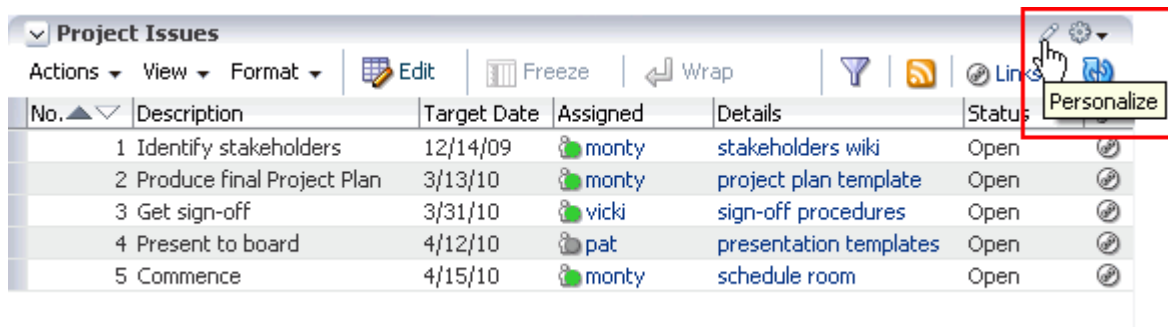 Project Issues
Actions View Format Edit Freeze Wrap Links
Personalize
No. Description Target Date Assigned Details Status
1 Identify stakeholders 12/14/09 monty stakeholders wiki Open
2 Produce final Project Plan 3/13/10 monty project plan template Open
3 Get sign-off 3/31/10 vicki sign-off procedures Open
4 Present to board 4/12/10 pat presentation templates Open
5 Commence 4/15/10 monty schedule room Open